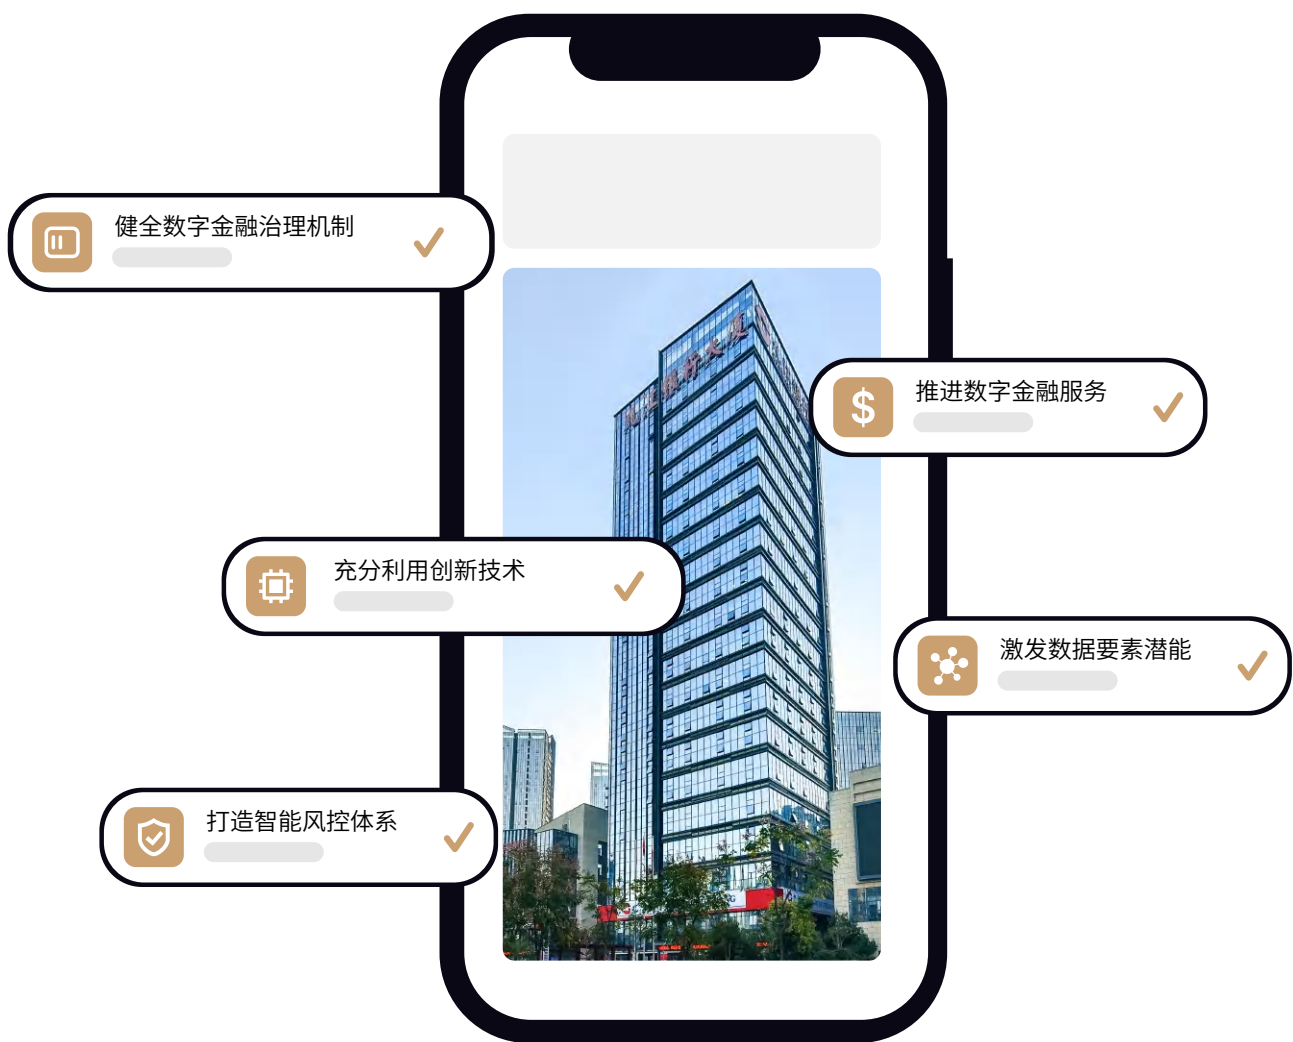 健全数字金融治理机制
推进数字金融服务
充分利用创新技术
激发数据要素潜能
打造智能风控体系